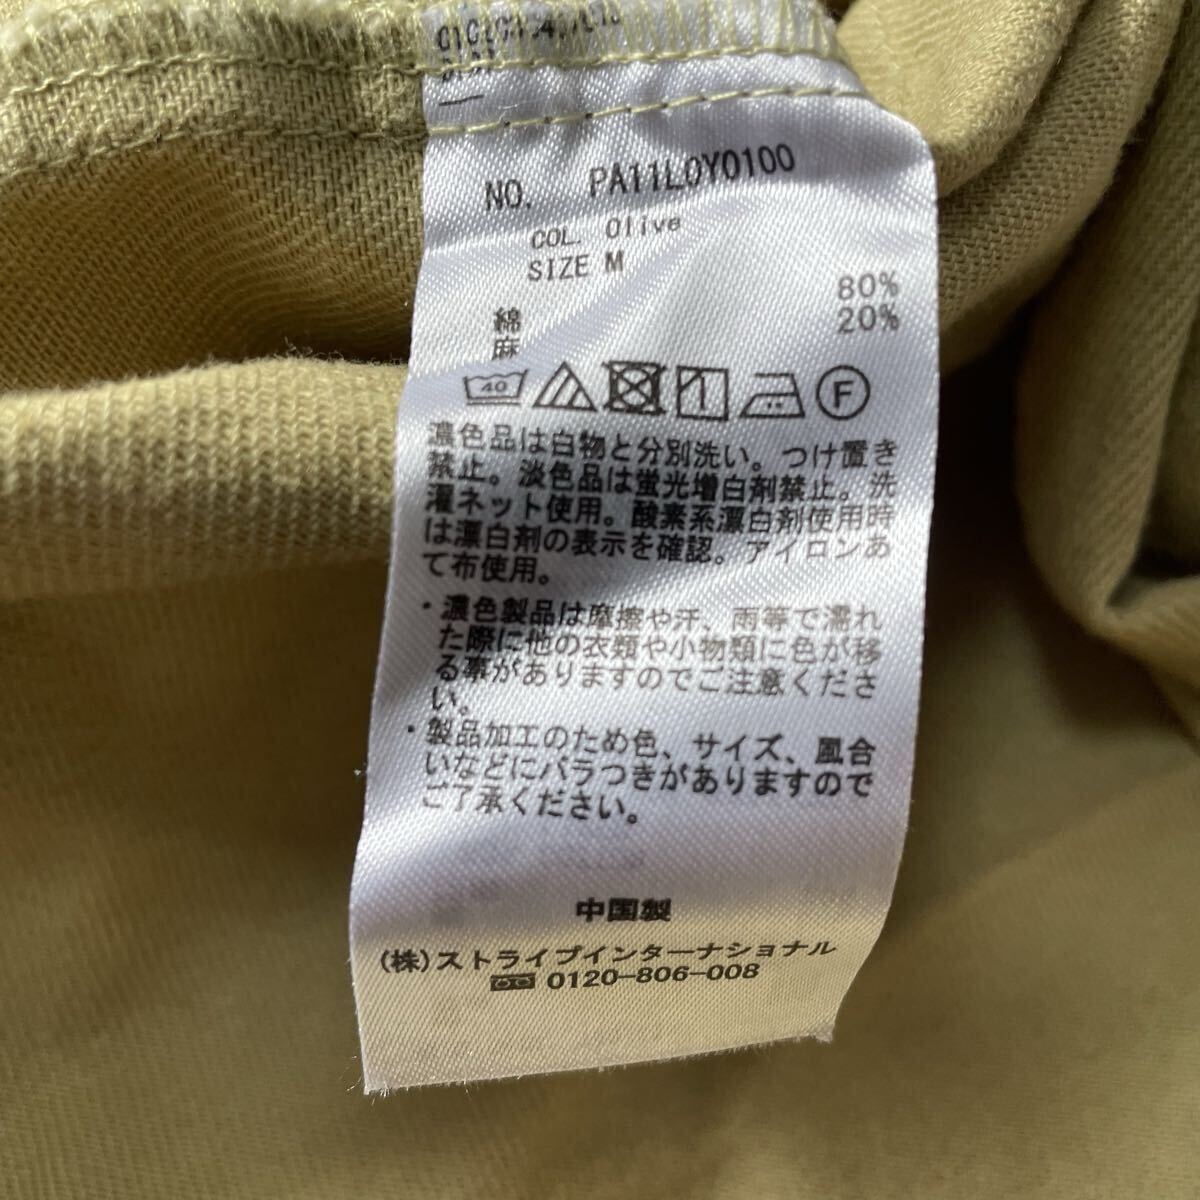 NO. PA11L0Y0100
COL. Olive
SIZE M
綿 80%
麻 20%
40 F
濃色品は白物と分別洗い。つけ置き
禁止。淡色品は蛍光増白剤禁止。洗
濯ネット使用。酸素系漂白剤使用時
は漂白剤の表示を確認。アイロンあ
て布使用。
・濃色製品は摩擦や汗、雨等で濡れ
た際に他の衣類や小物類に色が移
る事がありますのでご注意くださ
い。
・製品加工のため色、サイズ、風合
いなどにバラつきがありますので
ご了承ください。
中国製
(株)ストライプインターナショナル
0120-806-008